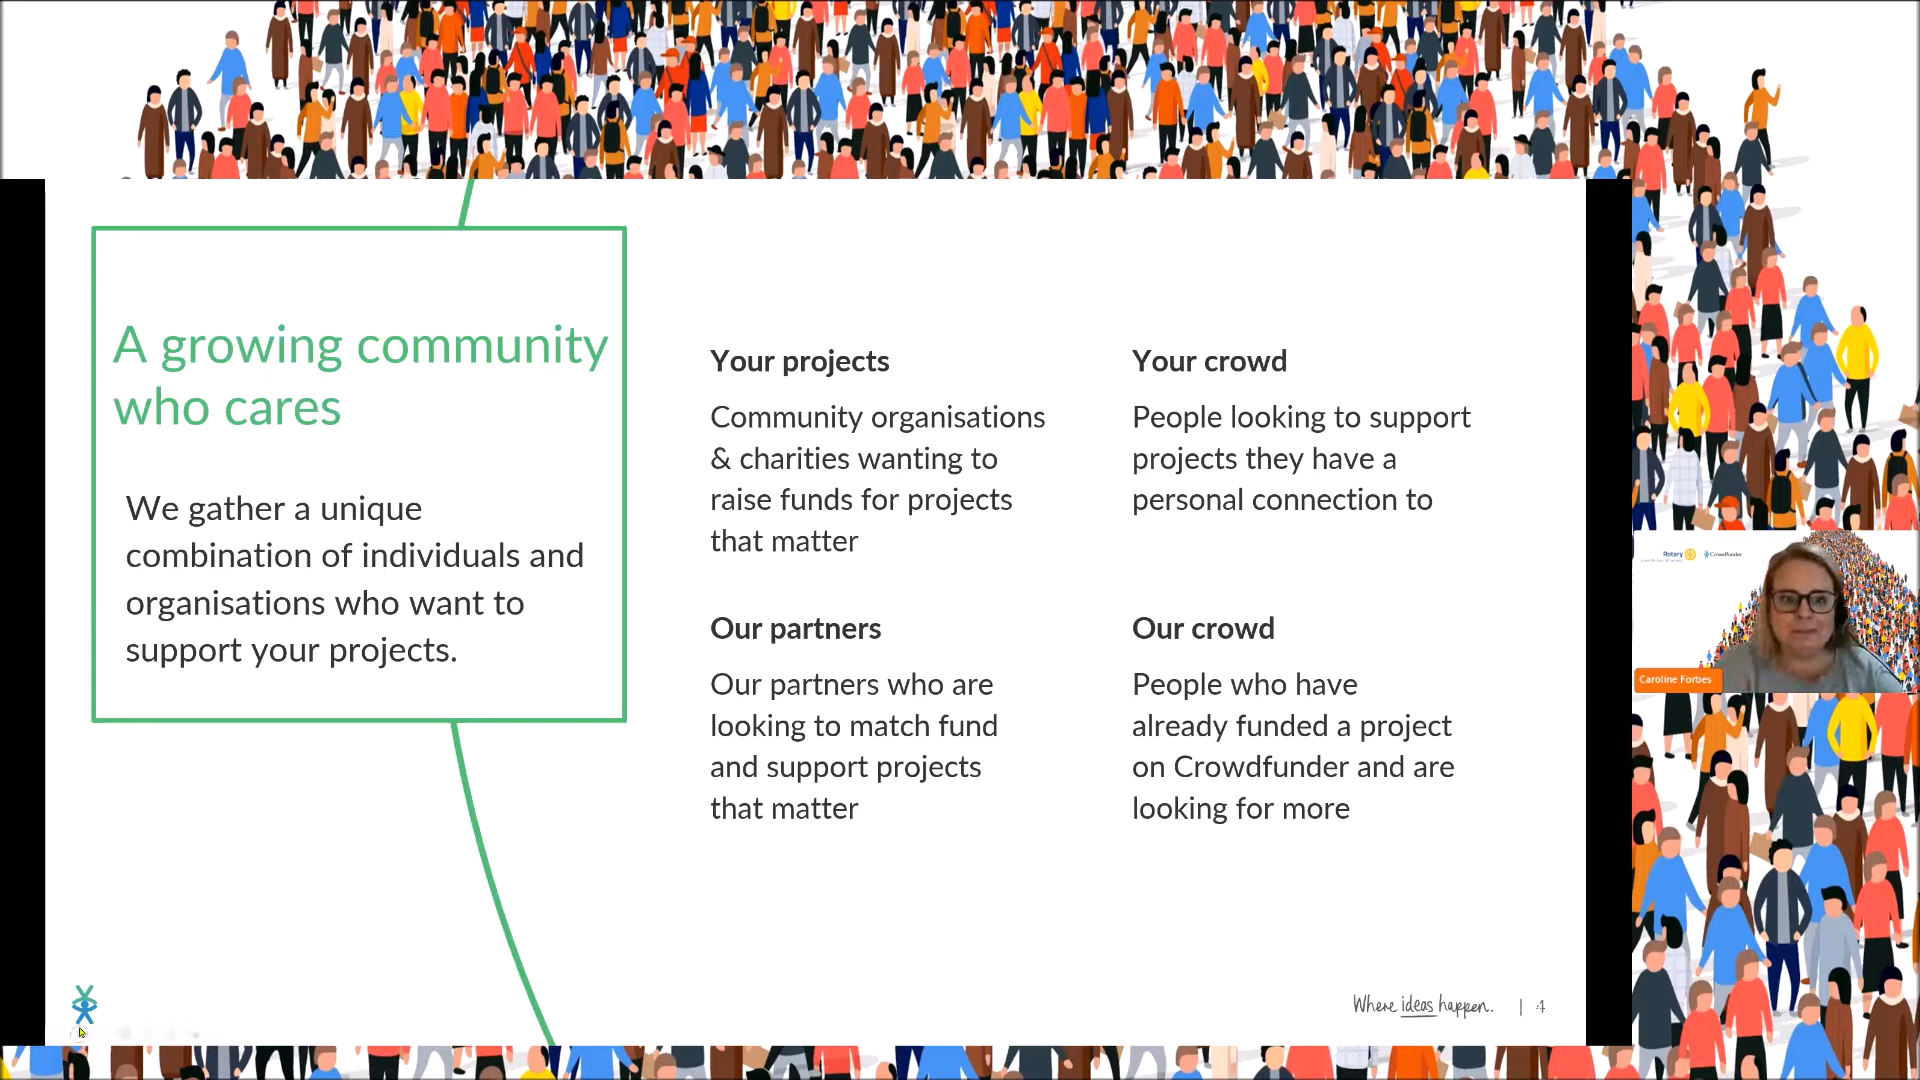 A growing community
who cares
We gather a unique
combination of individuals and
organisations who want to
support your projects.
Your projects
Community organisations
& charities wanting to
raise funds for projects
that matter
Your crowd
People looking to support
projects they have a
personal connection to
Our partners
Our partners who are
looking to match fund
and support projects
that matter
Our crowd
People who have
already funded a project
on Crowdfunder and are
looking for more
Where ideas happen. | 4
Rotary Crowdfunder
Caroline Forbes